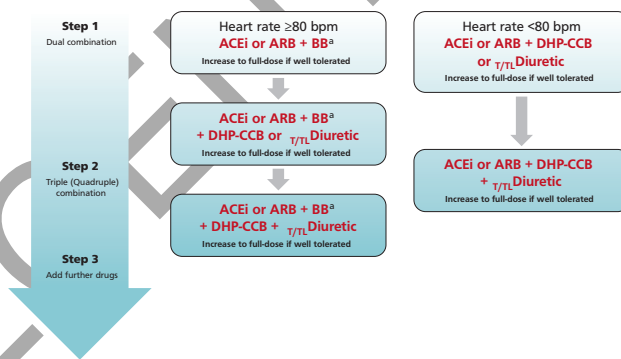 Step 1
Dual combination
Heart rate ≥80 bpm
ACEi or ARB + BBᵃ
Increase to full-dose if well tolerated
Heart rate <80 bpm
ACEi or ARB + DHP-CCB
or T/TLDiuretic
Increase to full-dose if well tolerated
ACEi or ARB + BBᵃ
+ DHP-CCB or T/TLDiuretic
Increase to full-dose if well tolerated
Step 2
Triple (Quadruple)
combination
ACEi or ARB + DHP-CCB
+ T/TLDiuretic
Increase to full-dose if well tolerated
ACEi or ARB + BBᵃ
+ DHP-CCB + T/TLDiuretic
Increase to full-dose if well tolerated
Step 3
Add further drugs